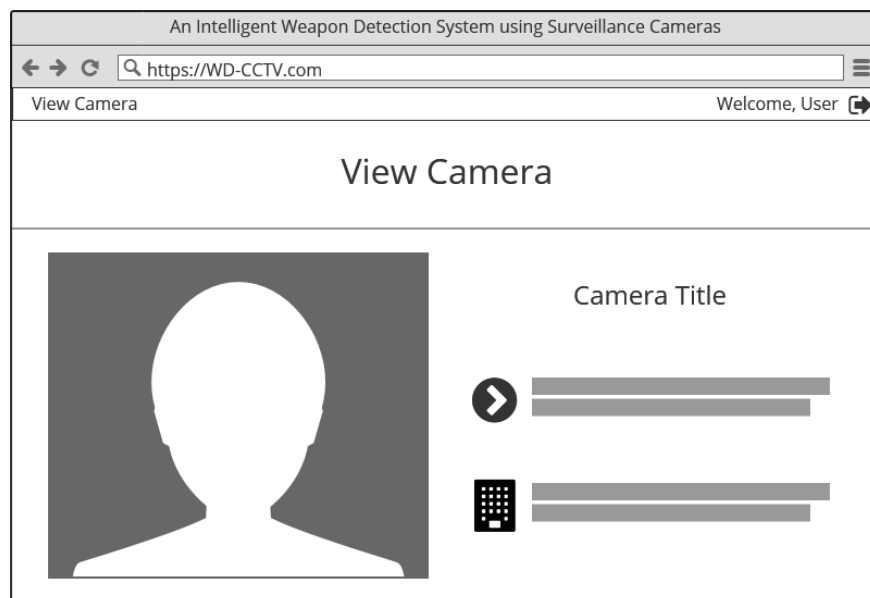 An Intelligent Weapon Detection System using Surveillance Cameras
https://WD-CCTV.com
View Camera
Welcome, User
View Camera
Camera Title